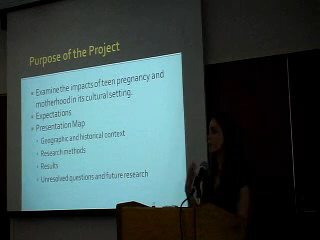 Purpose of the Project
Examine the impacts of teen pregnancy and
motherhood in its cultural setting.
Expectations
Presentation Map
Geographic and historical context
Research methods
Results
Unresolved questions and future research